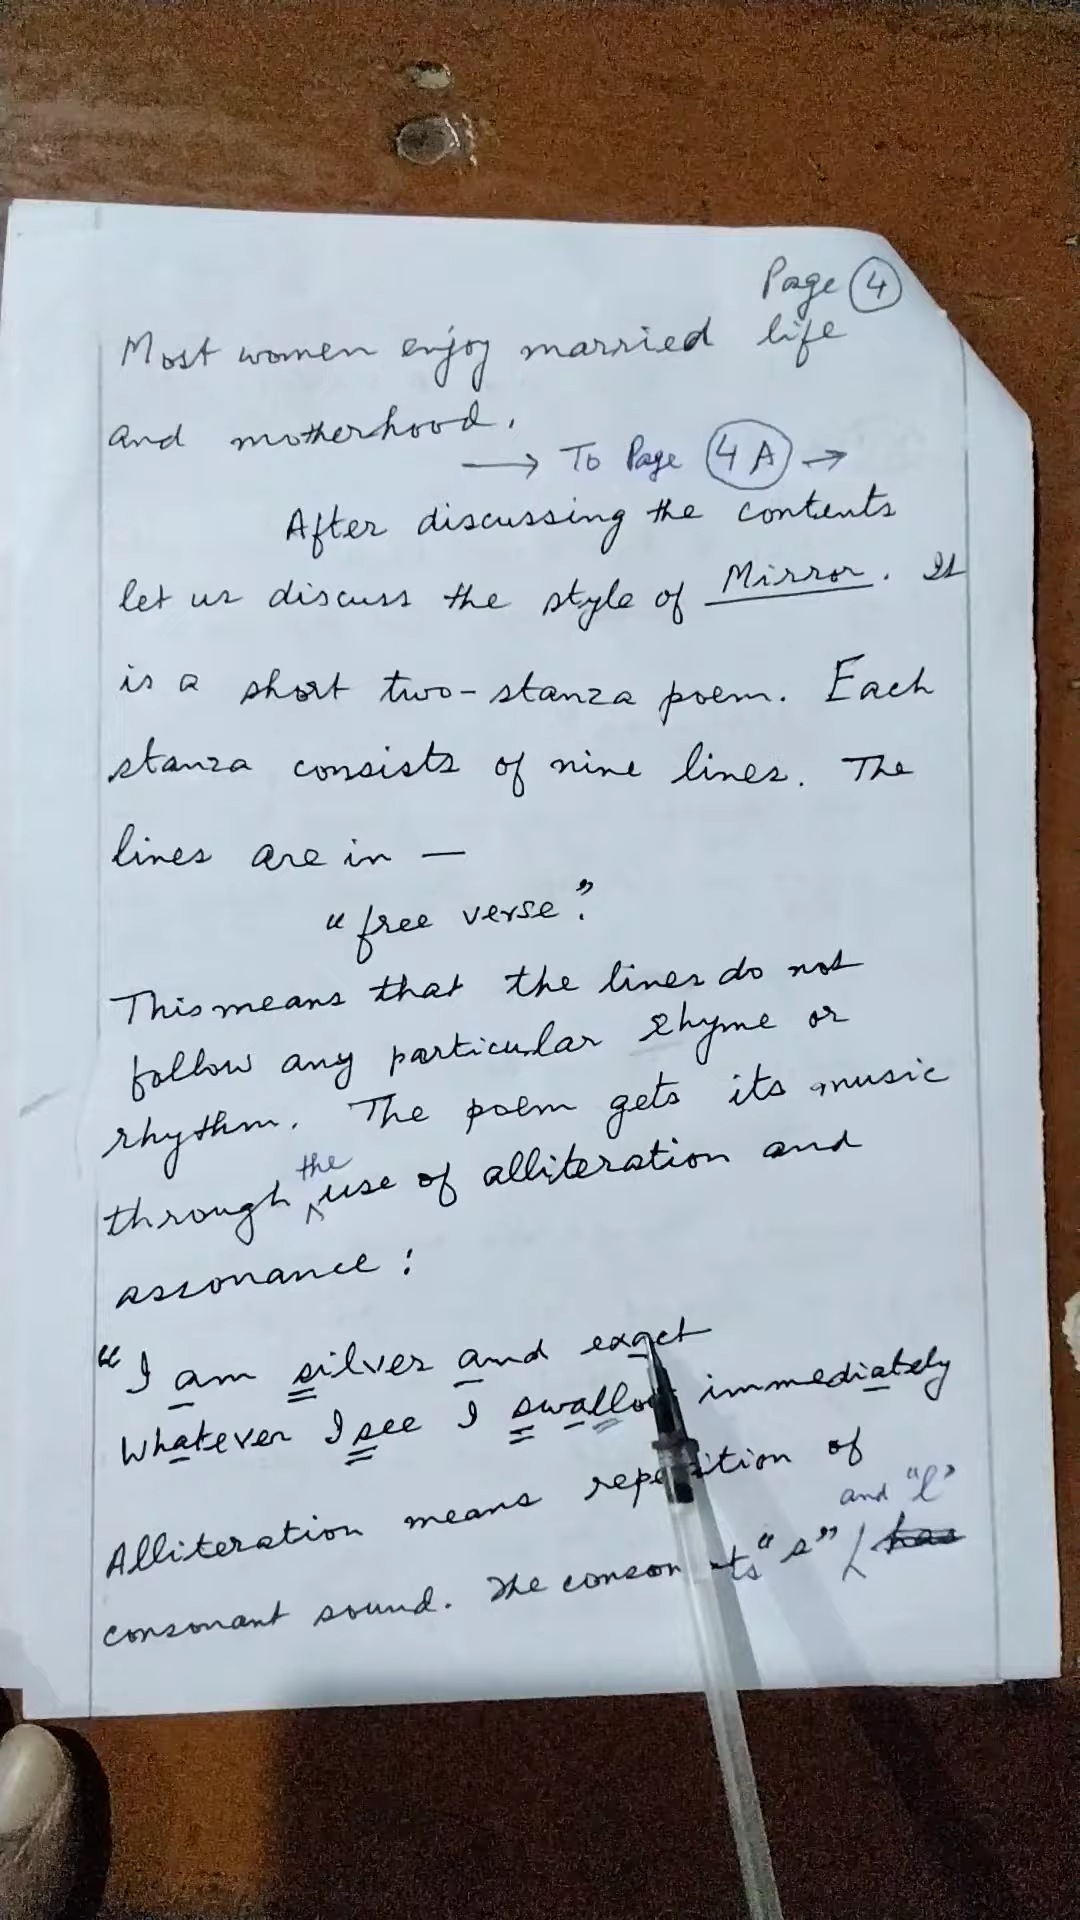 Page 4
Most women enjoy married life
and motherhood.
→ To Page 4A →
After discussing the contents
let us discuss the style of Mirror. It
is a short two-stanza poem. Each
stanza consists of nine lines. The
lines are in —
"free verse".
This means that the lines do not
follow any particular rhyme or
rhythm. The poem gets its music
the
through ^ use of alliteration and
assonance:
"I am silver and exact
Whatever I see I immediately
Alliteration means of
and "l"
consonant sound. The "s" / has